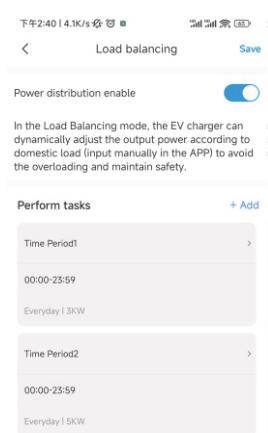 下午2:40 | 4.1K/s
63
Load balancing
Save
Power distribution enable
In the Load Balancing mode, the EV charger can
dynamically adjust the output power according to
domestic load (input manually in the APP) to avoid
the overloading and maintain safety.
Perform tasks
+ Add
Time Period1
00:00-23:59
Everyday | 3KW
Time Period2
00:00-23:59
Everyday | 5KW